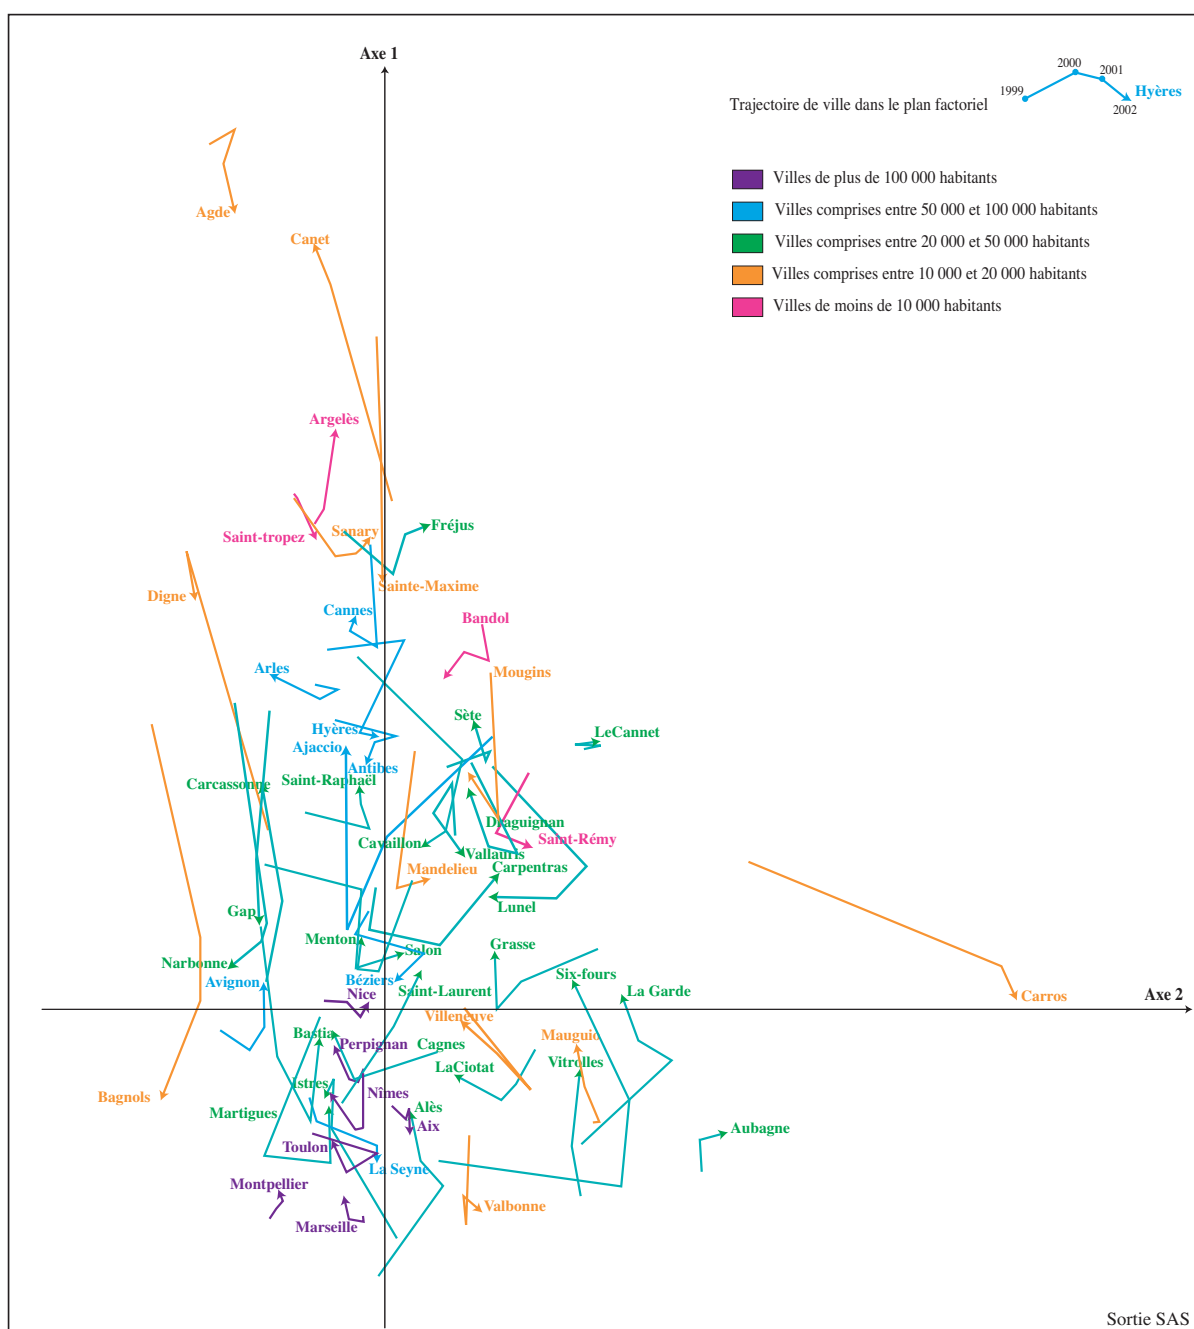 Axe 1
2000
2001
1999
Hyères
Trajectoire de ville dans le plan factoriel
2002
Villes de plus de 100 000 habitants
Villes comprises entre 50 000 et 100 000 habitants
Villes comprises entre 20 000 et 50 000 habitants
Villes comprises entre 10 000 et 20 000 habitants
Villes de moins de 10 000 habitants
Agde
Canet
Argelès
Saint-tropez
Sanary
Fréjus
Digne
Sainte-Maxime
Cannes
Bandol
Arles
Mougins
Sète
Hyères
LeCannet
Ajaccio
Antibes
Carcassonne
Saint-Raphaël
Draguignan
Cavaillon
Saint-Rémy
Vallauris
Mandelieu
Carpentras
Gap
Lunel
Menton
Salon
Grasse
Narbonne
Avignon
Béziers
Six-fours
Nice
Saint-Laurent
La Garde
Carros
Axe 2
Villeneuve
Bastia
Perpignan
Cagnes
Mauguio
LaCiotat
Vitrolles
Istres
Bagnols
Nîmes
Martigues
Alès
Aix
Aubagne
Toulon
La Seyne
Montpellier
Valbonne
Marseille
Sortie SAS